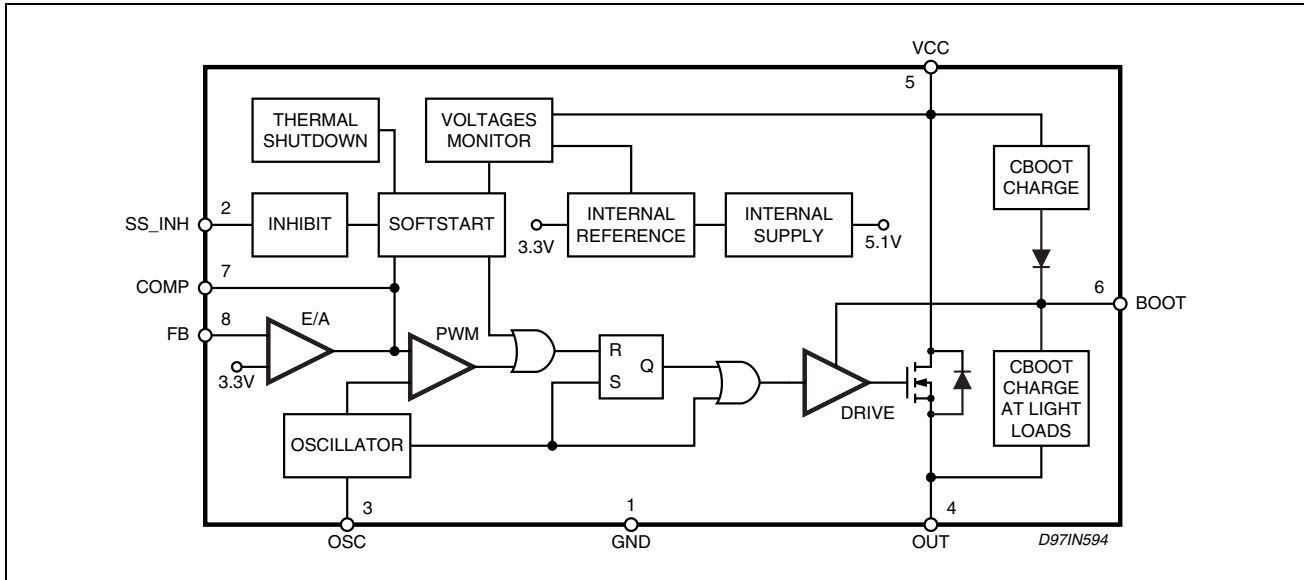 VCC
5
THERMAL
SHUTDOWN
VOLTAGES
MONITOR
CBOOT
CHARGE
2
SS_INH
INHIBIT
SOFTSTART
3.3V
INTERNAL
REFERENCE
INTERNAL
SUPPLY
5.1V
7
COMP
6
BOOT
8
FB
E/A
3.3V
PWM
R
S
Q
DRIVE
CBOOT
CHARGE
AT LIGHT
LOADS
OSCILLATOR
3
OSC
1
GND
4
OUT
D97IN594